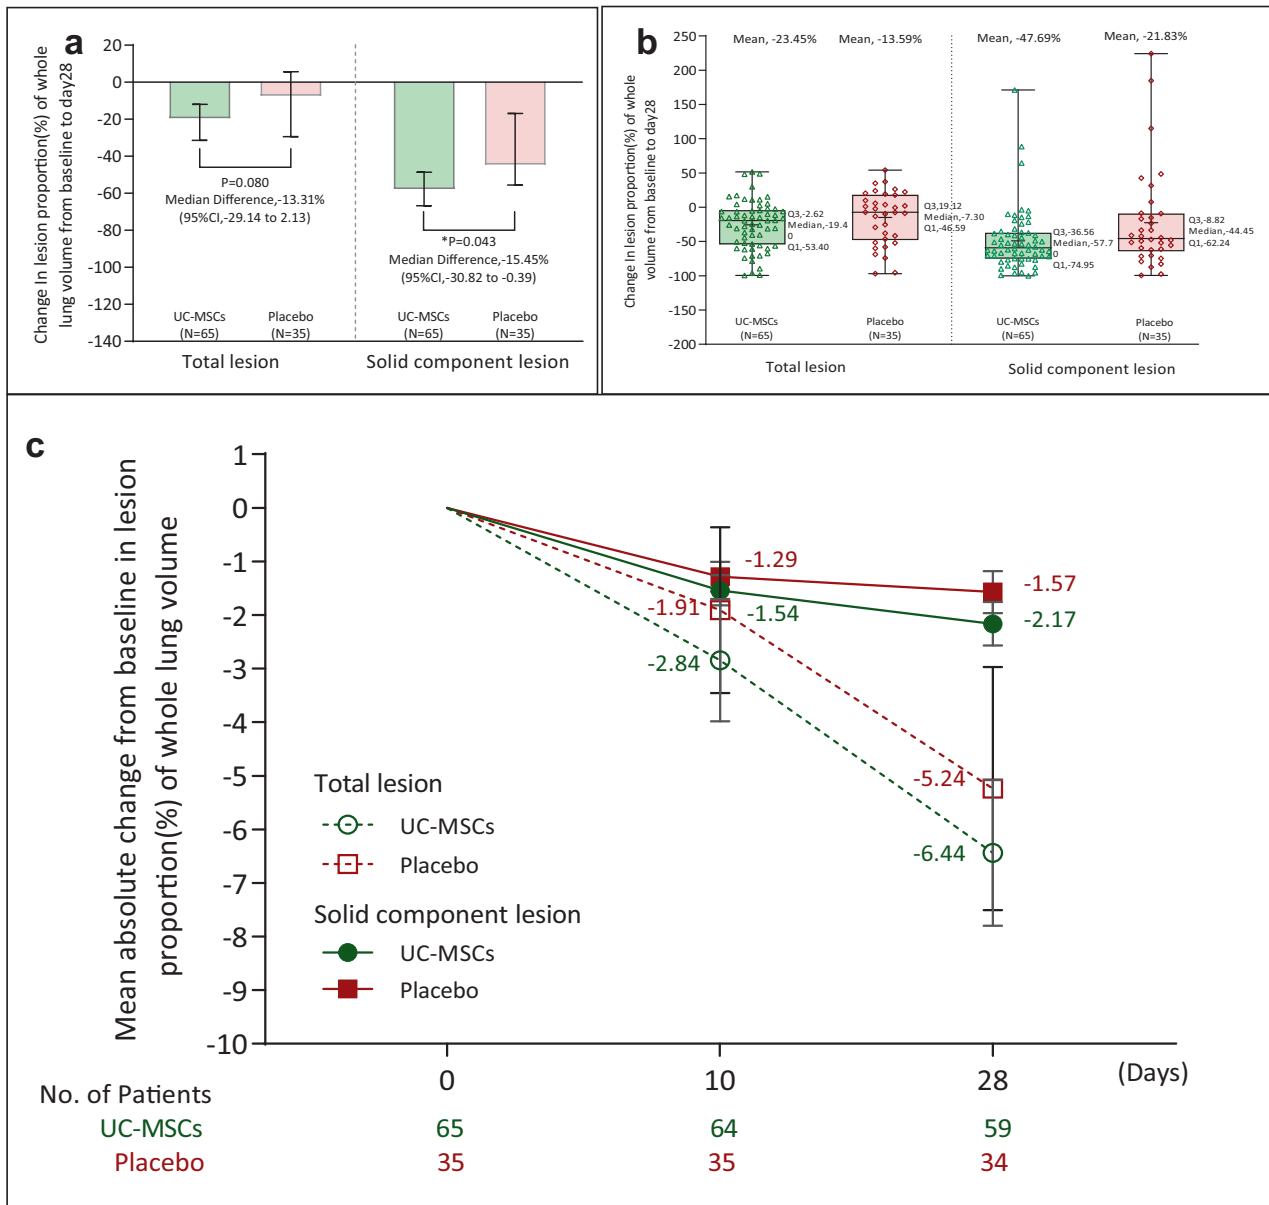 a
Change In lesion proportion(%) of whole
lung volume from baseline to day28
20
0
-20
-40
-60
-80
-100
-120
-140
P=0.080
Median Difference,-13.31%
(95%CI,-29.14 to 2.13)
*P=0.043
Median Difference,-15.45%
(95%CI,-30.82 to -0.39)
UC-MSCs
(N=65)
Placebo
(N=35)
UC-MSCs
(N=65)
Placebo
(N=35)
Total lesion
Solid component lesion
b
Change In lesion proportion(%) of whole
lung volume from baseline to day28
250
200
150
100
50
0
-50
-100
-150
-200
Mean, -23.45%
Mean, -13.59%
Mean, -47.69%
Mean, -21.83%
Q3,-2.62
Median,-19.4
0
Q1,-53.40
Q3,19.12
Median,-7.30
Q1,-46.59
Q3,-36.56
Median,-57.7
0
Q1,-74.95
Q3,-8.82
Median,-44.45
Q1,-62.24
UC-MSCs
(N=65)
Placebo
(N=35)
UC-MSCs
(N=65)
Placebo
(N=35)
Total lesion
Solid component lesion
c
Mean absolute change from baseline in lesion
proportion(%) of whole lung volume
1
0
-1
-2
-3
-4
-5
-6
-7
-8
-9
-10
-1.29
-1.91
-1.54
-2.84
-1.57
-2.17
-5.24
-6.44
Total lesion
UC-MSCs
Placebo
Solid component lesion
UC-MSCs
Placebo
0
10
28
(Days)
No. of Patients
UC-MSCs 65 64 59
Placebo 35 35 34